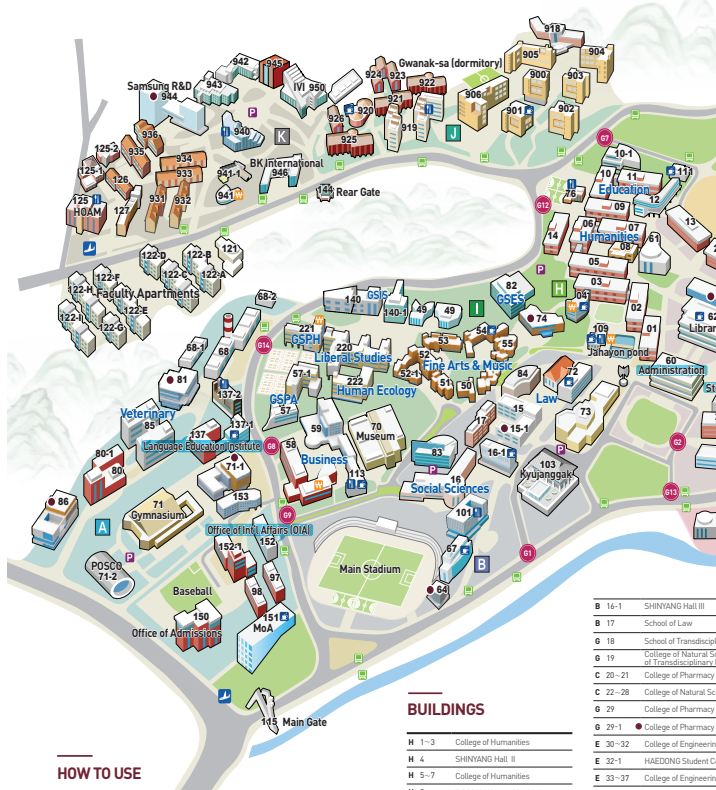 918
905
904
900
903
906
901
902
Gwanak-sa (dormitory)
924
923
922
921
920
926
919
925
J
942
945
943
IVI 950
Samsung R&D
944
P
940
K
936
935
934
933
125-2
125-1
126
125
HOAM
127
931
932
941-1
941
BK International
946
144
Rear Gate
121
122-D
122-B
122-C
122-A
122-F
122-H
Faculty Apartments
122-E
122-I
122-G
G7
10-1
10
11
111
Education
12
76
09
G12
06
07
Humanities
08
14
05
61
13
P
H
03
04
02
01
109
Jahayon pond
60
Administration
62
Librar
St
68-2
140
GSIS
140-1
49
49
I
82
GSES
74
221
GSPH
220
Liberal Studies
53
54
55
52
Fine Arts & Music
52-1
51
50
G14
68-1
68
57-1
222
Human Ecology
GSPA
57
84
72
Law
73
81
137-2
Veterinary
85
137
137-1
Language Education Institute
G8
59
70
Museum
58
Business
113
17
15
15-1
83
P
16
16-1
Social Sciences
P
103
Kyujanggak
G2
G13
80-1
80
71-1
86
A
71
Gymnasium
153
G9
Office of Int'l Affairs (OIA)
152
152-1
101
67
B
G1
P
POSCO
71-2
Baseball
98
97
Main Stadium
64
150
Office of Admissions
151
MoA
115
Main Gate
HOW TO USE
BUILDINGS
H 1~3 College of Humanities
H 4 SHINYANG Hall II
H 5~7 College of Humanities
B 16-1 SHINYANG Hall III
B 17 School of Law
G 18 School of Transdiscipl
G 19 College of Natural Sc
of Transdisciplinary
C 20~21 College of Pharmacy
C 22~28 College of Natural Sc
G 29 College of Pharmacy
G 29-1 College of Pharmacy
E 30~32 College of Engineerin
E 32-1 HAEDONG Student Ce
E 33~37 College of Engineerin